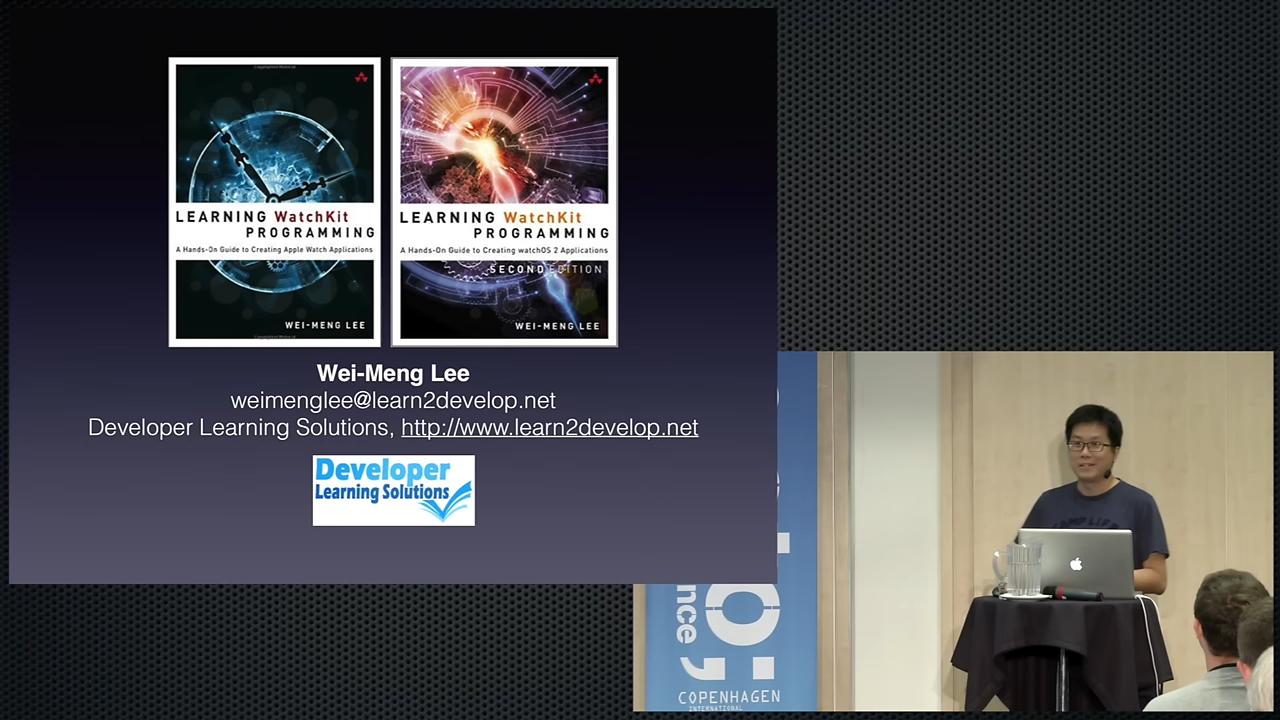 LEARNING WatchKit
PROGRAMMING
A Hands-On Guide to Creating Apple Watch Applications
WEI-MENG LEE
LEARNING WatchKit
PROGRAMMING
A Hands-On Guide to Creating watchOS 2 Applications
SECOND EDITION
WEI-MENG LEE
Wei-Meng Lee
weimenglee@learn2develop.net
Developer Learning Solutions, http://www.learn2develop.net
Developer
Learning Solutions
COPENHAGEN
INTERNATIONAL